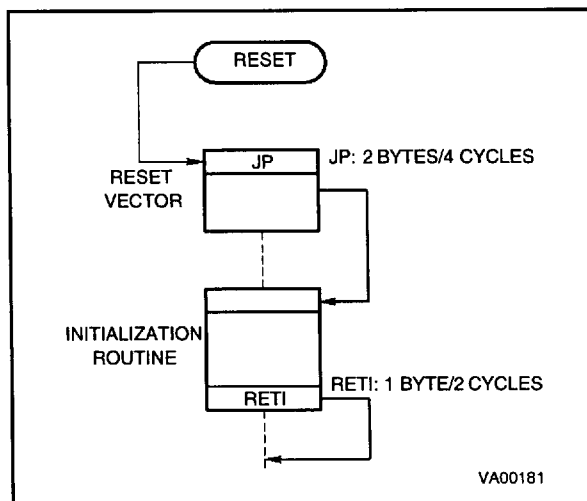 RESET
JP
JP: 2 BYTES/4 CYCLES
RESET
VECTOR
INITIALIZATION
ROUTINE
RETI: 1 BYTE/2 CYCLES
RETI
VA00181